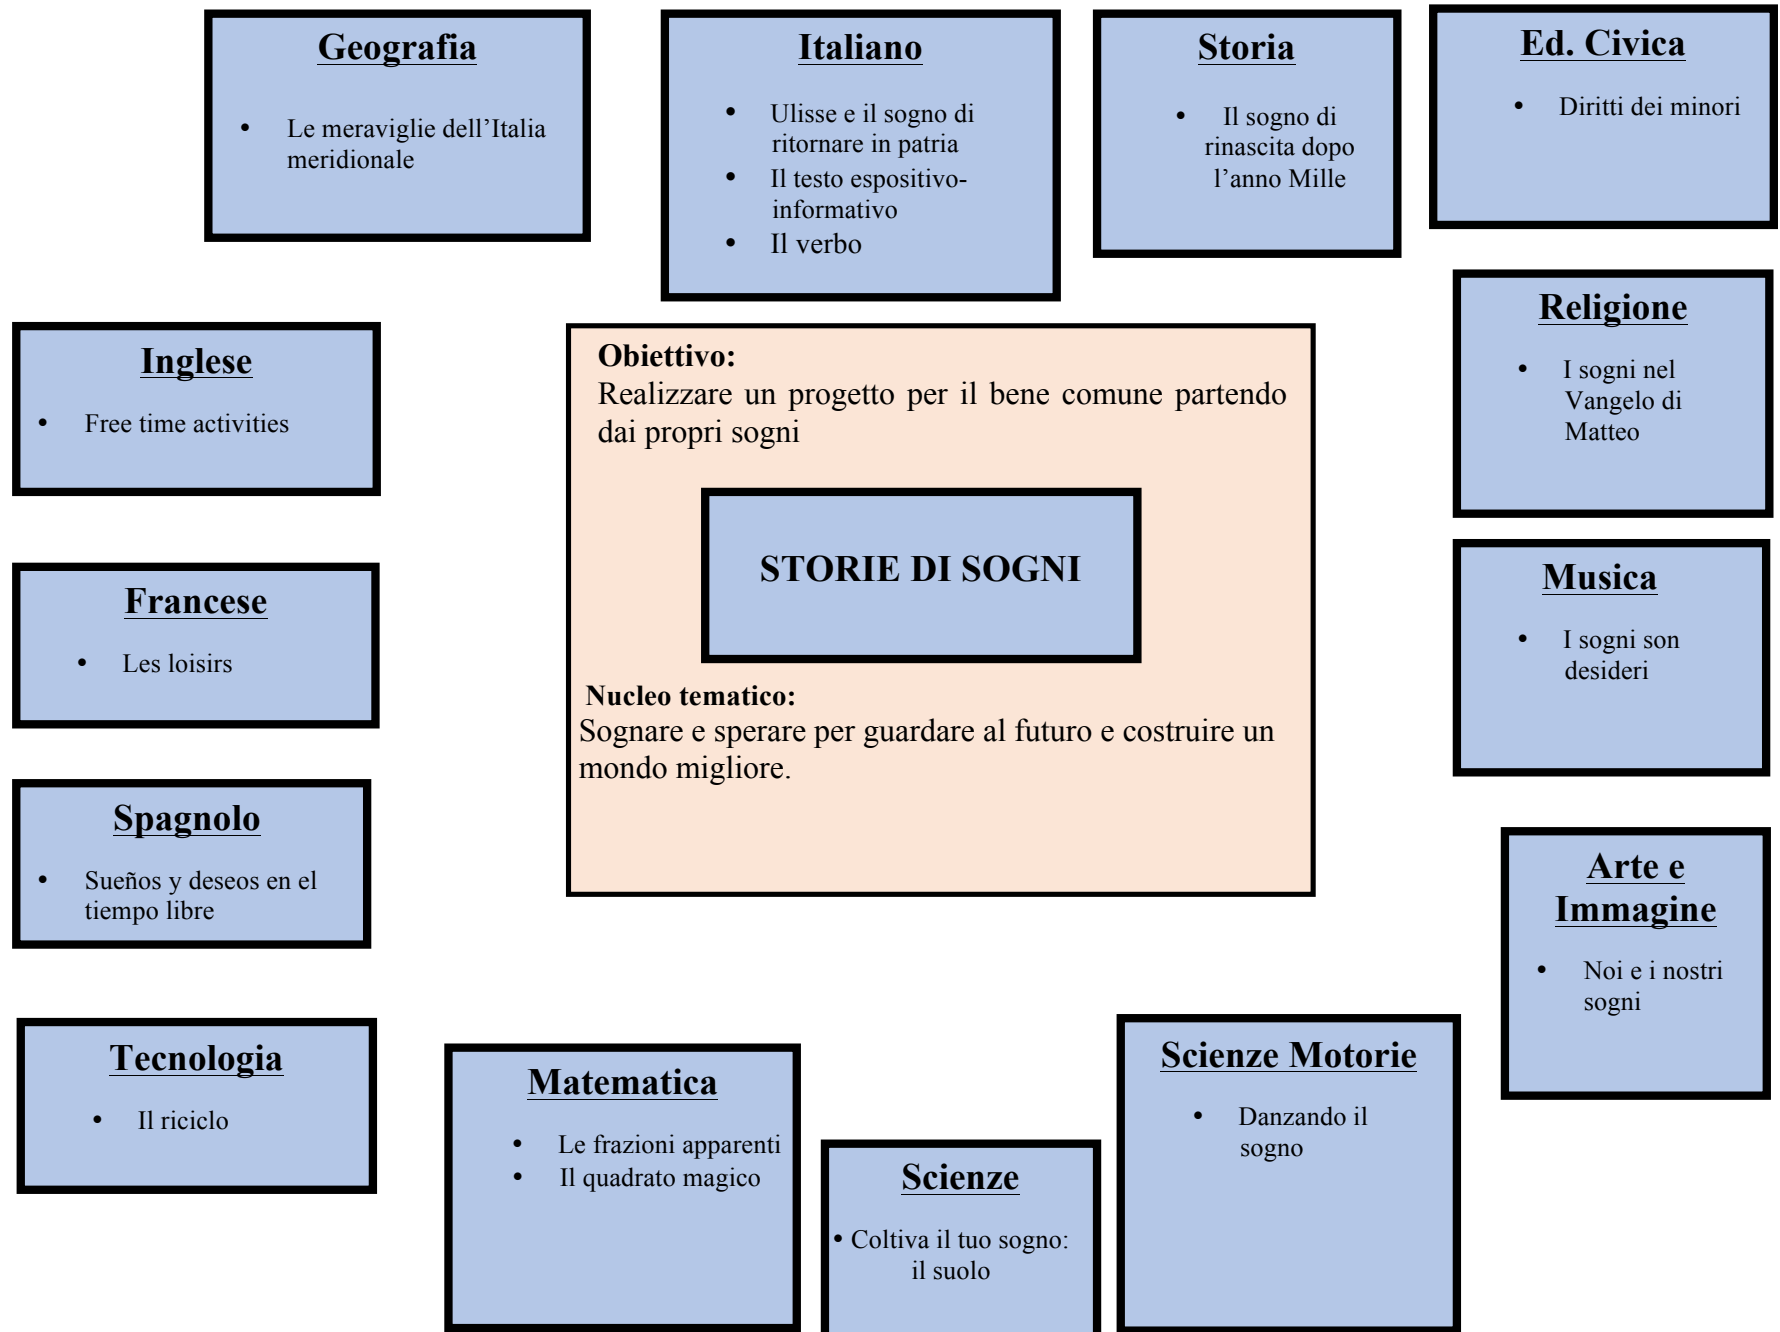 Geografia
• Le meraviglie dell’Italia
meridionale
Italiano
• Ulisse e il sogno di
ritornare in patria
• Il testo espositivo-
informativo
• Il verbo
Storia
• Il sogno di
rinascita dopo
l’anno Mille
Ed. Civica
• Diritti dei minori
Religione
• I sogni nel
Vangelo di
Matteo
Inglese
• Free time activities
Obiettivo:
Realizzare un progetto per il bene comune partendo
dai propri sogni
STORIE DI SOGNI
Nucleo tematico:
Sognare e sperare per guardare al futuro e costruire un
mondo migliore.
Musica
• I sogni son
desideri
Francese
• Les loisirs
Spagnolo
• Sueños y deseos en el
tiempo libre
Arte e
Immagine
• Noi e i nostri
sogni
Tecnologia
• Il riciclo
Matematica
• Le frazioni apparenti
• Il quadrato magico
Scienze
• Coltiva il tuo sogno:
il suolo
Scienze Motorie
• Danzando il
sogno